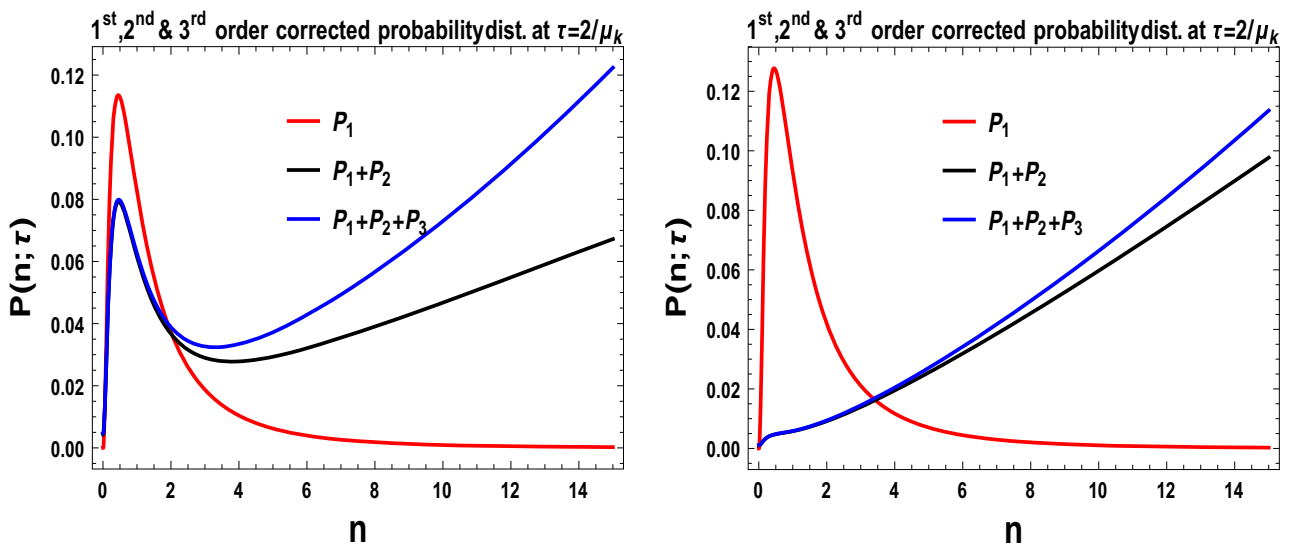 1st,2nd & 3rd order corrected probabilitydist. at τ=2/μk
0.12
0.10
0.08
0.06
0.04
0.02
0.00
P(n;τ)
P1
P1+P2
P1+P2+P3
0 2 4 6 8 10 12 14
n
1st,2nd & 3rd order corrected probabilitydist. at τ=2/μk
0.12
0.10
0.08
0.06
0.04
0.02
0.00
P(n;τ)
P1
P1+P2
P1+P2+P3
0 2 4 6 8 10 12 14
n